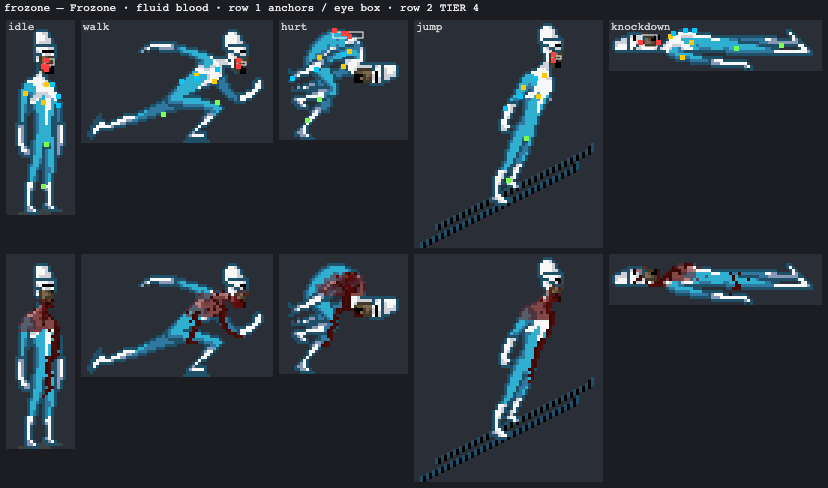 frozone — Frozone · fluid blood · row 1 anchors / eye box · row 2 TIER 4
idle
walk
hurt
jump
knockdown